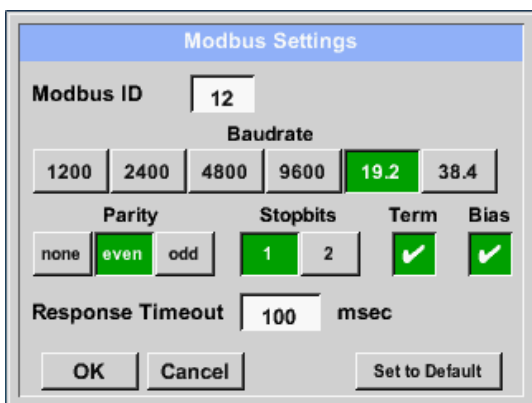 Modbus Settings
Modbus ID 12
Baudrate
1200 2400 4800 9600 19.2 38.4
Parity Stopbits Term Bias
none even odd 1 2 ✔ ✔
Response Timeout 100 msec
OK Cancel Set to Default